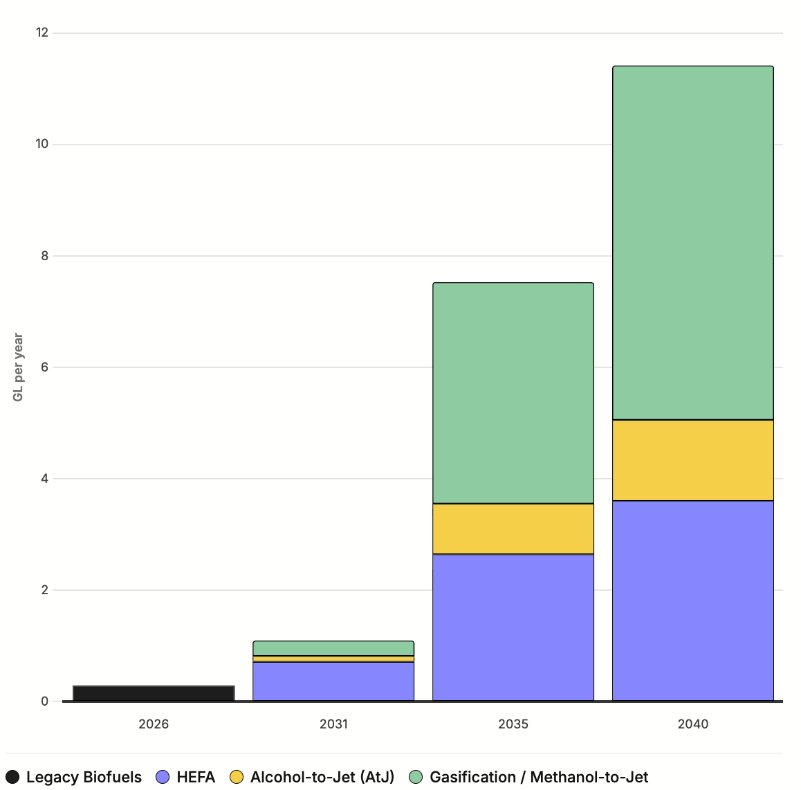 12
10
8
6
4
2
0
GL per year
2026 2031 2035 2040
Legacy Biofuels HEFA Alcohol-to-Jet (AtJ) Gasification / Methanol-to-Jet